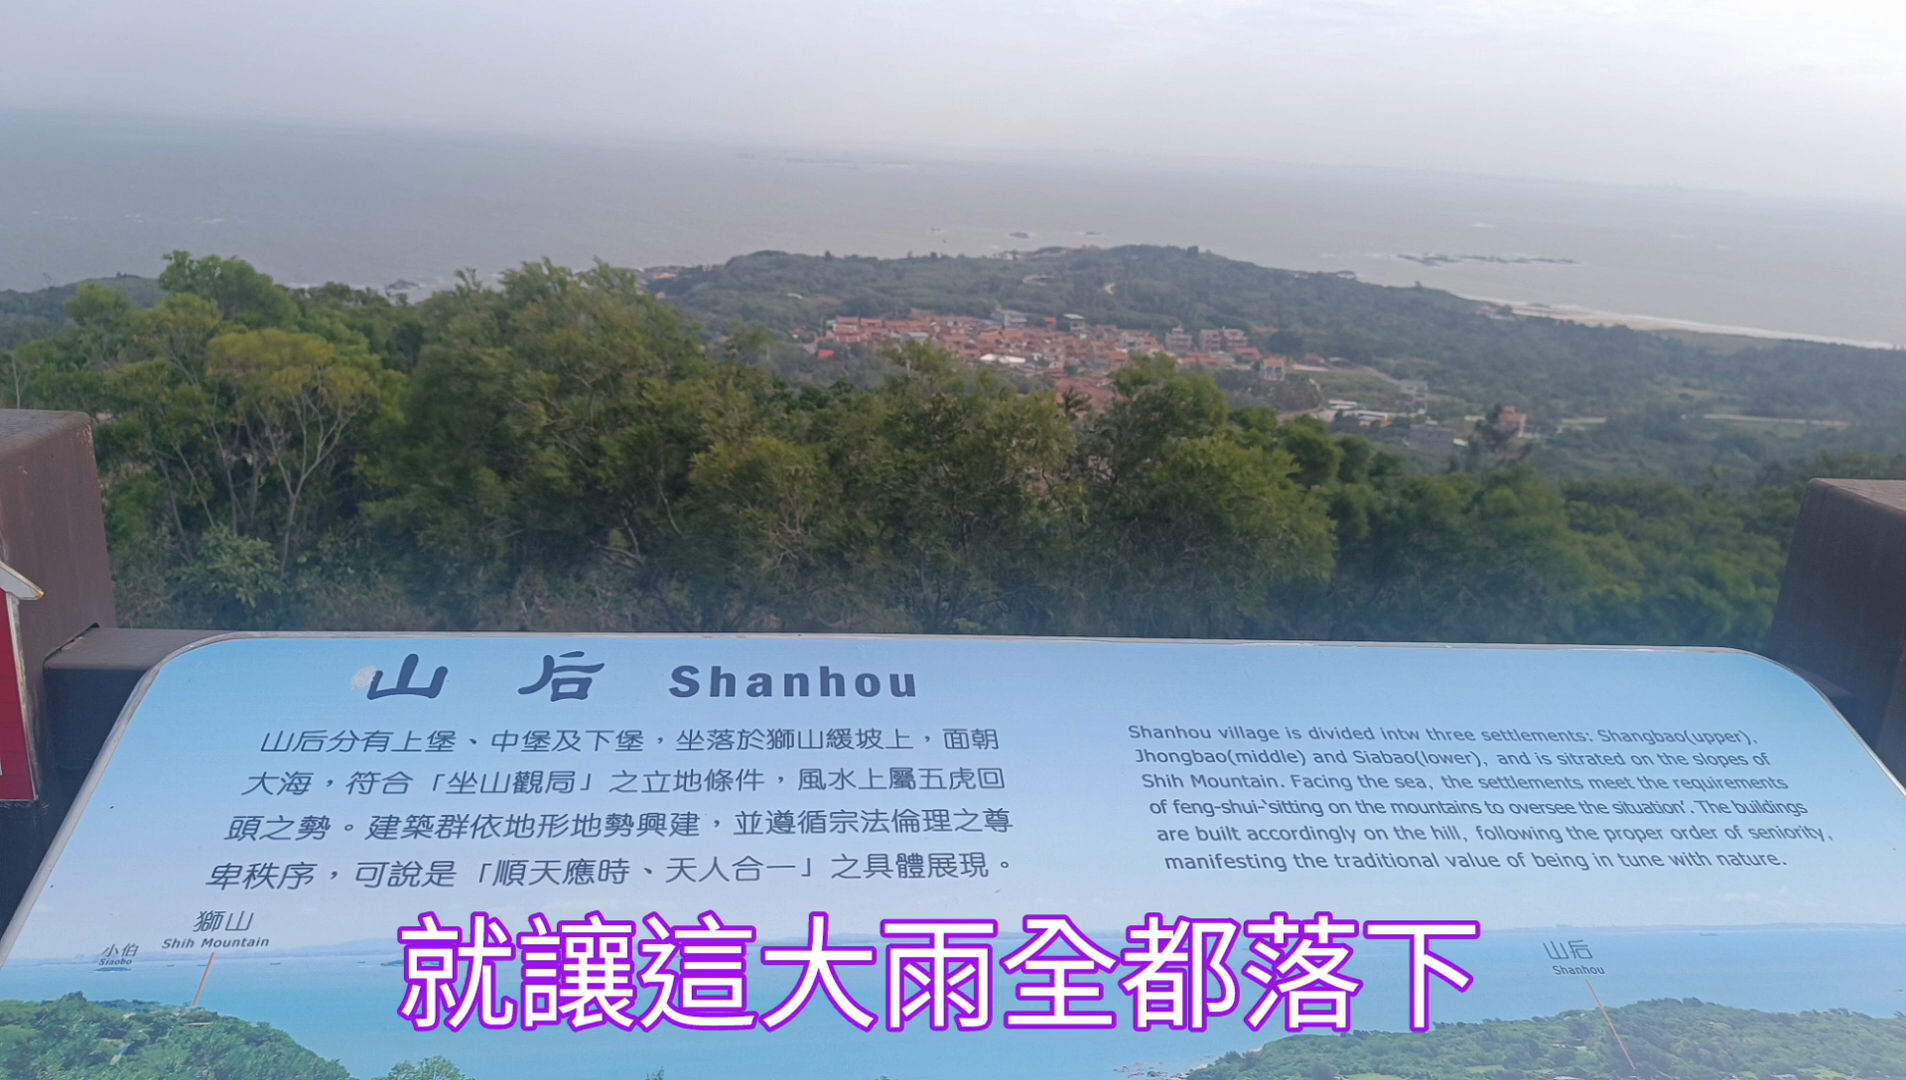 山后 Shanhou
山后分有上堡、中堡及下堡，坐落於獅山緩坡上，面朝
大海，符合「坐山觀局」之立地條件，風水上屬五虎回
頭之勢。建築群依地形地勢興建，並遵循宗法倫理之尊
卑秩序，可說是「順天應時、天人合一」之具體展現。
Shanhou village is divided intw three settlements: Shangbao(upper),
Jhongbao(middle) and Siabao(lower), and is sitrated on the slopes of
Shih Mountain. Facing the sea, the settlements meet the requirements
of feng-shui-‵sitting on the mountains to oversee the situation′. The buildings
are built accordingly on the hill, following the proper order of seniority,
manifesting the traditional value of being in tune with nature.
獅山
Shih Mountain
小伯
Siaobo
山后
Shanhou
就讓這大雨全都落下